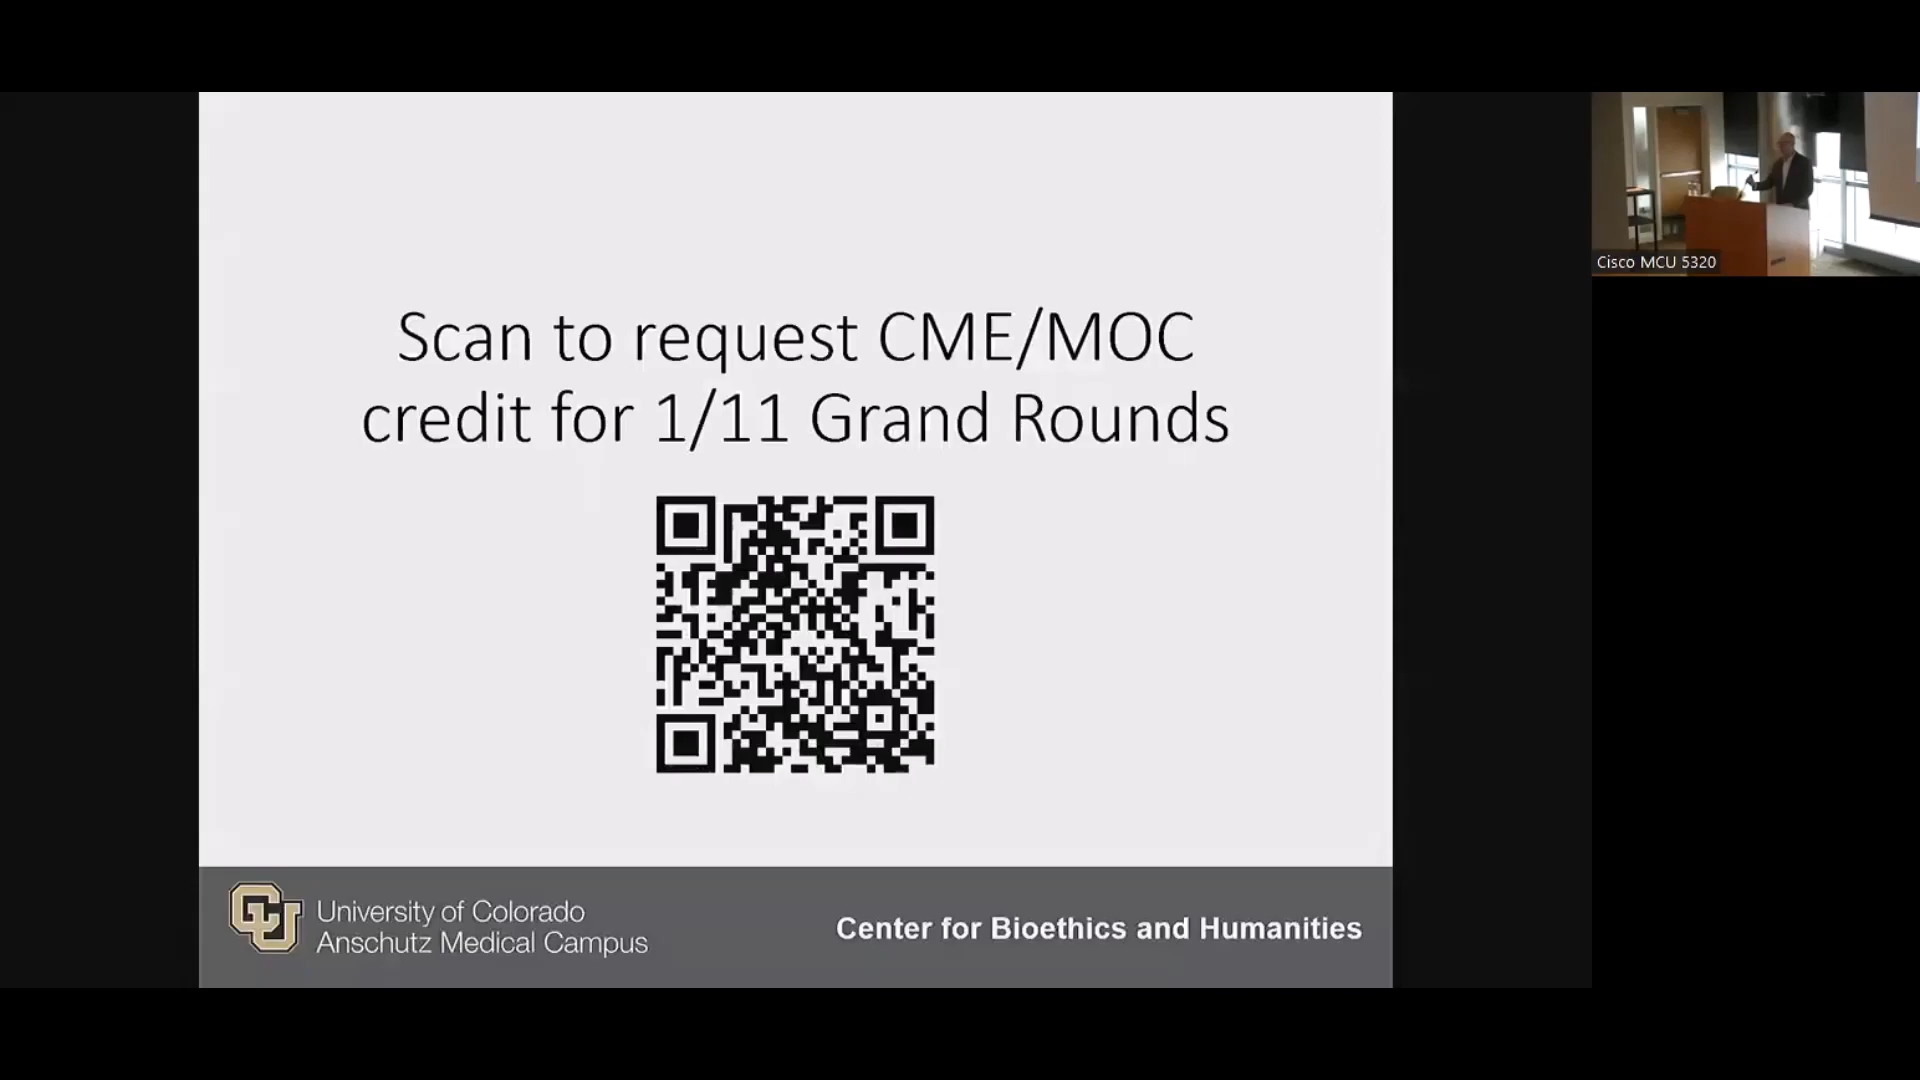 Scan to request CME/MOC
credit for 1/11 Grand Rounds
University of Colorado
Anschutz Medical Campus
Center for Bioethics and Humanities
Cisco MCU 5320